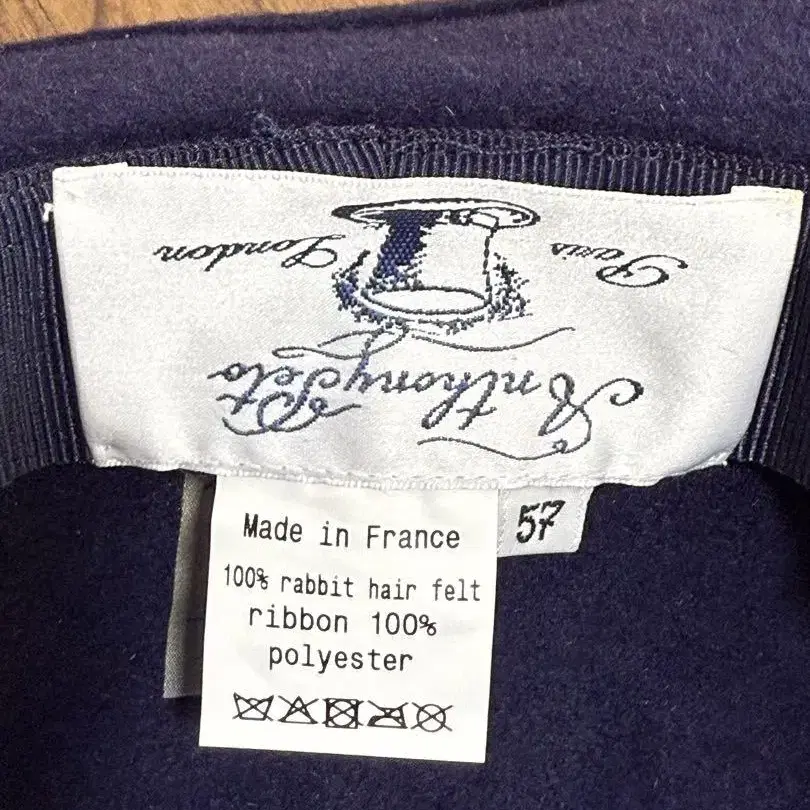 Anthony Peto
Paris London
57
Made in France
100% rabbit hair felt
ribbon 100%
polyester